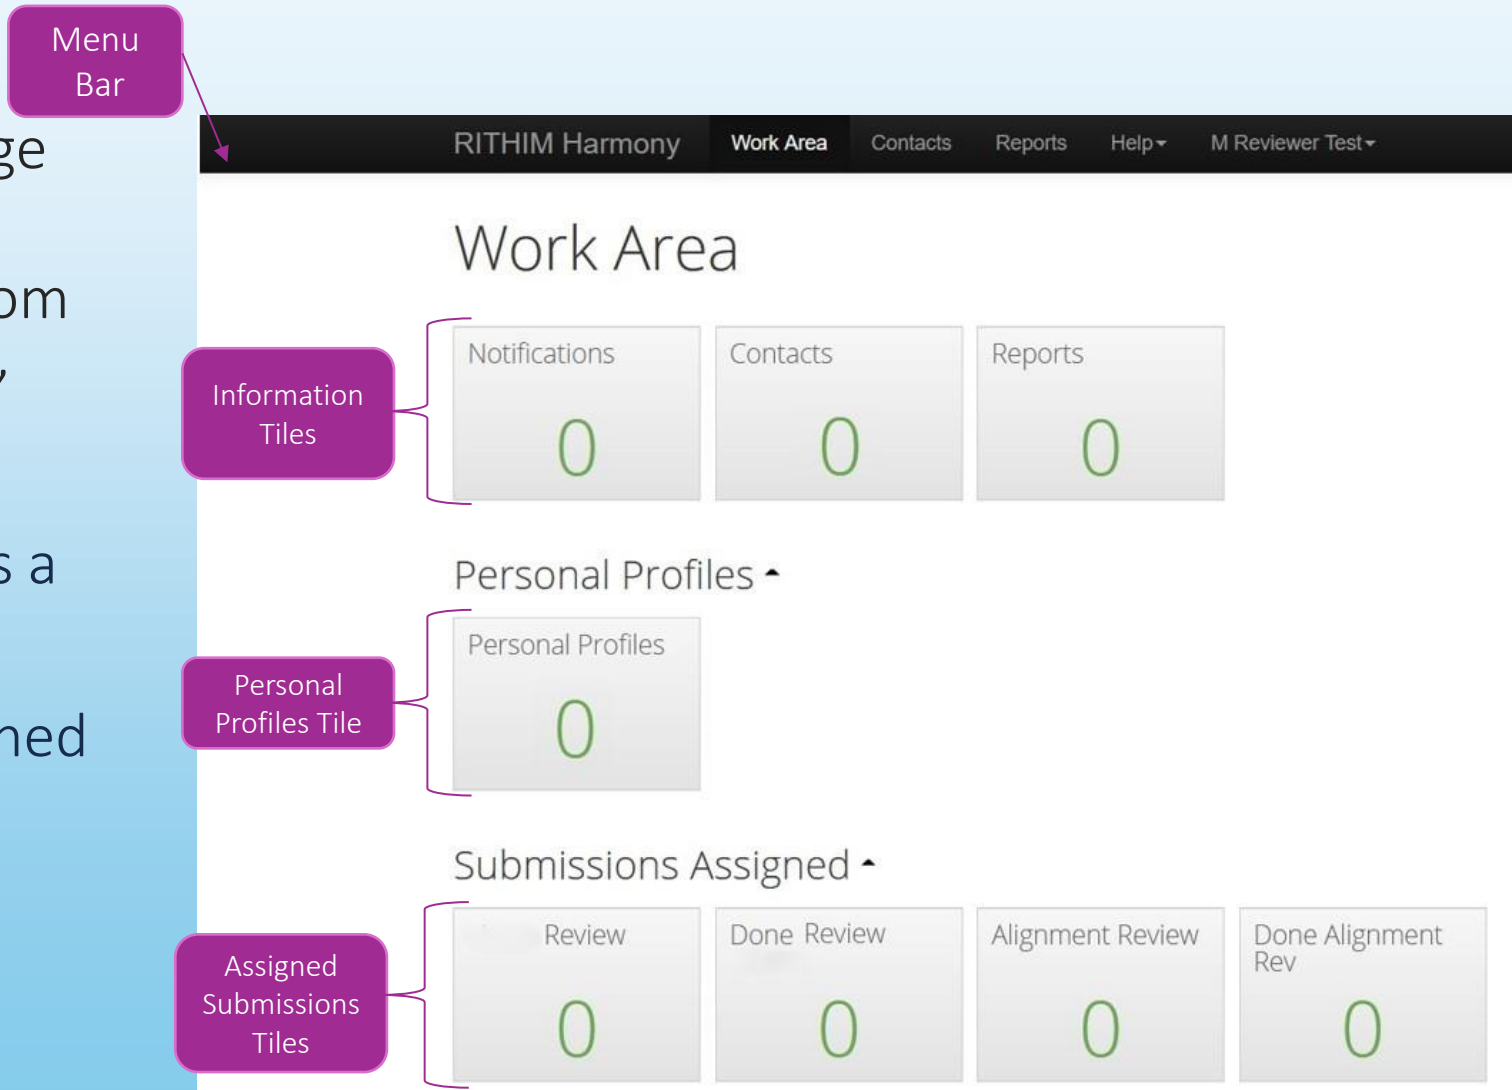 Menu
Bar
ge
om
,
s a
ned
RITHIM Harmony Work Area Contacts Reports Help M Reviewer Test
Work Area
Information
Tiles
Notifications Contacts Reports
0 0 0
Personal Profiles
Personal
Profiles Tile
Personal Profiles
0
Submissions Assigned
Assigned
Submissions
Tiles
Review Done Review Alignment Review Done Alignment
Rev
0 0 0 0